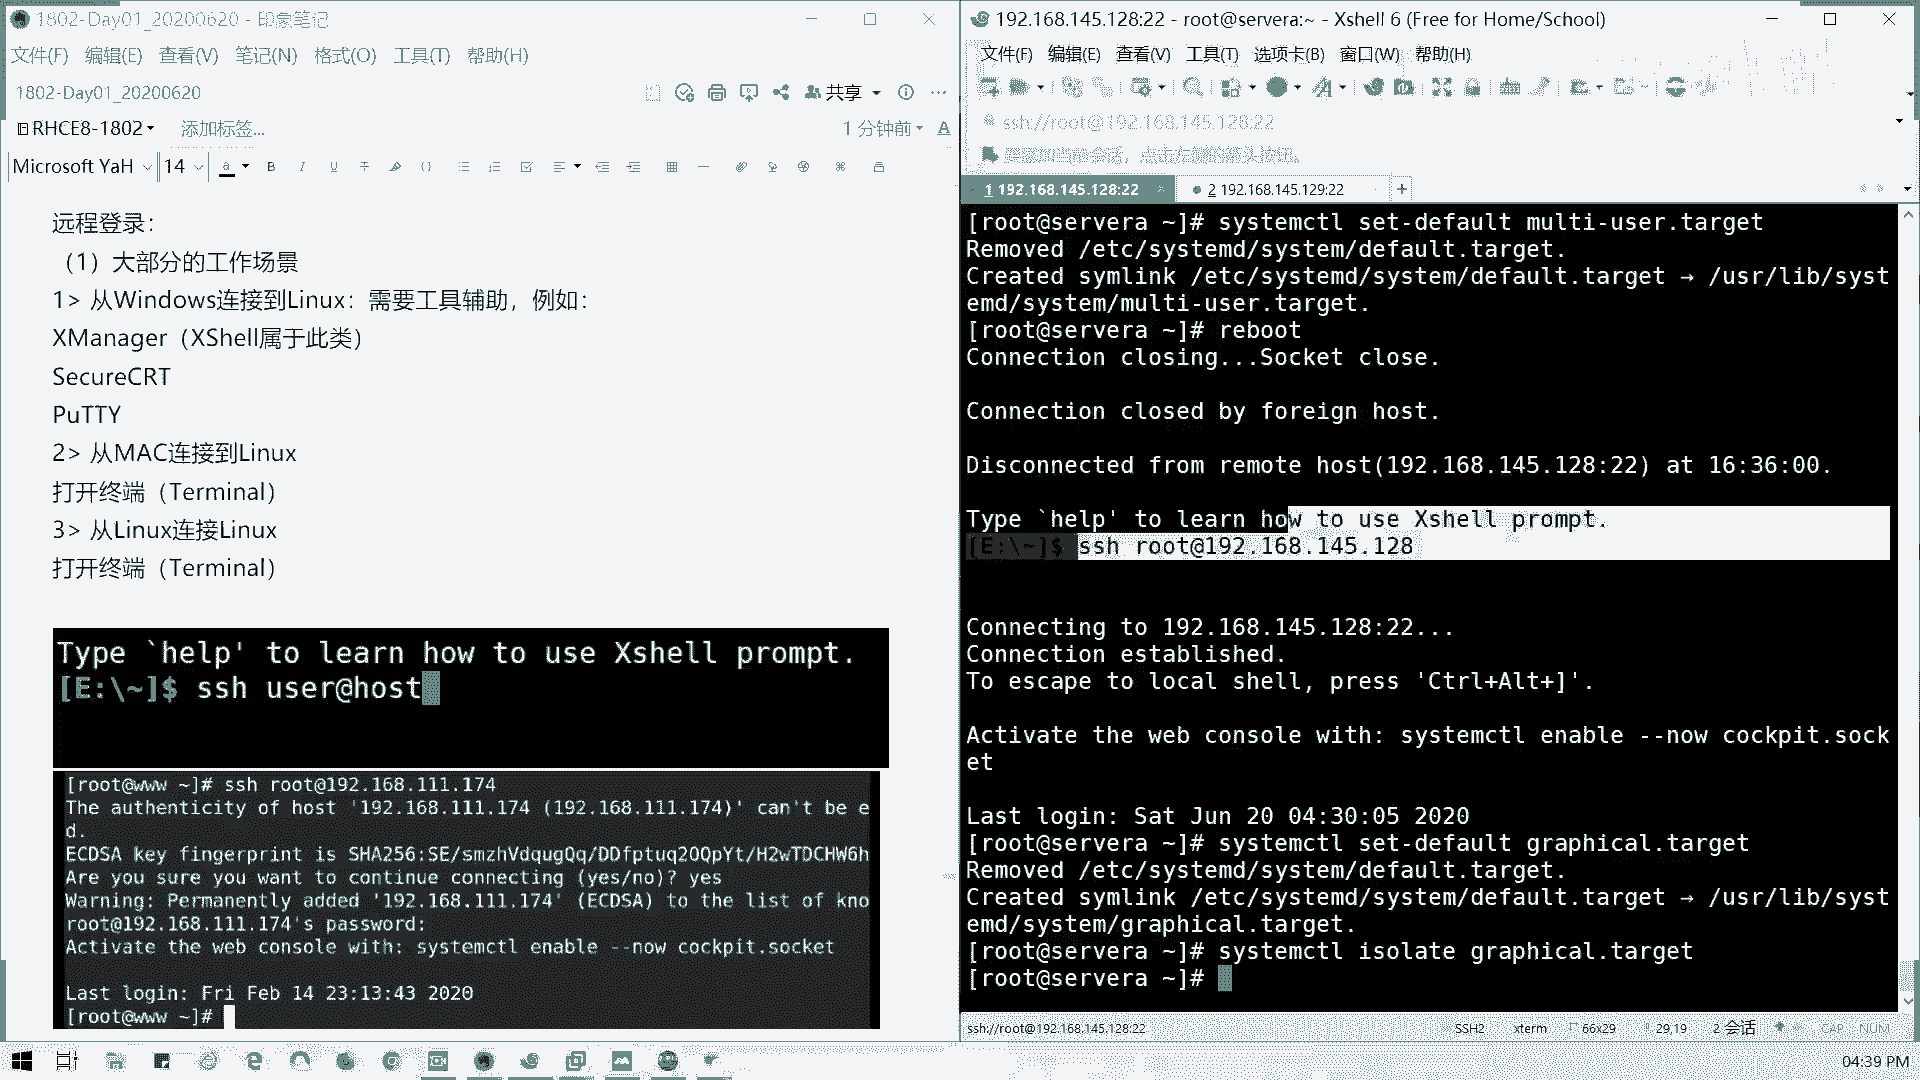 1802-Day01_20200620 - 印象笔记
文件(F) 编辑(E) 查看(V) 笔记(N) 格式(O) 工具(T) 帮助(H)
1802-Day01_20200620
共享
RHCE8-1802 添加标签...
1 分钟前
Microsoft YaH 14
远程登录：
（1）大部分的工作场景
1> 从Windows连接到Linux：需要工具辅助，例如：
XManager（XShell属于此类）
SecureCRT
PuTTY
2> 从MAC连接到Linux
打开终端（Terminal）
3> 从Linux连接Linux
打开终端（Terminal）
Type `help' to learn how to use Xshell prompt.
[E:\~]$ ssh user@host
[root@www ~]# ssh root@192.168.111.174
The authenticity of host '192.168.111.174 (192.168.111.174)' can't be e
d.
ECDSA key fingerprint is SHA256:SE/smzhVdqugQq/DDfptuq20QpYt/H2wTDCHW6h
Are you sure you want to continue connecting (yes/no)? yes
Warning: Permanently added '192.168.111.174' (ECDSA) to the list of kno
root@192.168.111.174's password:
Activate the web console with: systemctl enable --now cockpit.socket
Last login: Fri Feb 14 23:13:43 2020
[root@www ~]#
192.168.145.128:22 - root@servera:~ - Xshell 6 (Free for Home/School)
文件(F) 编辑(E) 查看(V) 工具(T) 选项卡(B) 窗口(W) 帮助(H)
ssh://root@192.168.145.128:22
要添加当前会话，点击左侧的箭头按钮。
1 192.168.145.128:22
2 192.168.145.129:22
[root@servera ~]# systemctl set-default multi-user.target
Removed /etc/systemd/system/default.target.
Created symlink /etc/systemd/system/default.target → /usr/lib/syst
emd/system/multi-user.target.
[root@servera ~]# reboot
Connection closing...Socket close.
Connection closed by foreign host.
Disconnected from remote host(192.168.145.128:22) at 16:36:00.
Type `help' to learn how to use Xshell prompt.
[E:\~]$ ssh root@192.168.145.128
Connecting to 192.168.145.128:22...
Connection established.
To escape to local shell, press 'Ctrl+Alt+]'.
Activate the web console with: systemctl enable --now cockpit.sock
et
Last login: Sat Jun 20 04:30:05 2020
[root@servera ~]# systemctl set-default graphical.target
Removed /etc/systemd/system/default.target.
Created symlink /etc/systemd/system/default.target → /usr/lib/syst
emd/system/graphical.target.
[root@servera ~]# systemctl isolate graphical.target
[root@servera ~]#
ssh://root@192.168.145.128:22 SSH2 xterm 66x29 29,19 2 会话 CAP NUM
04:39 PM